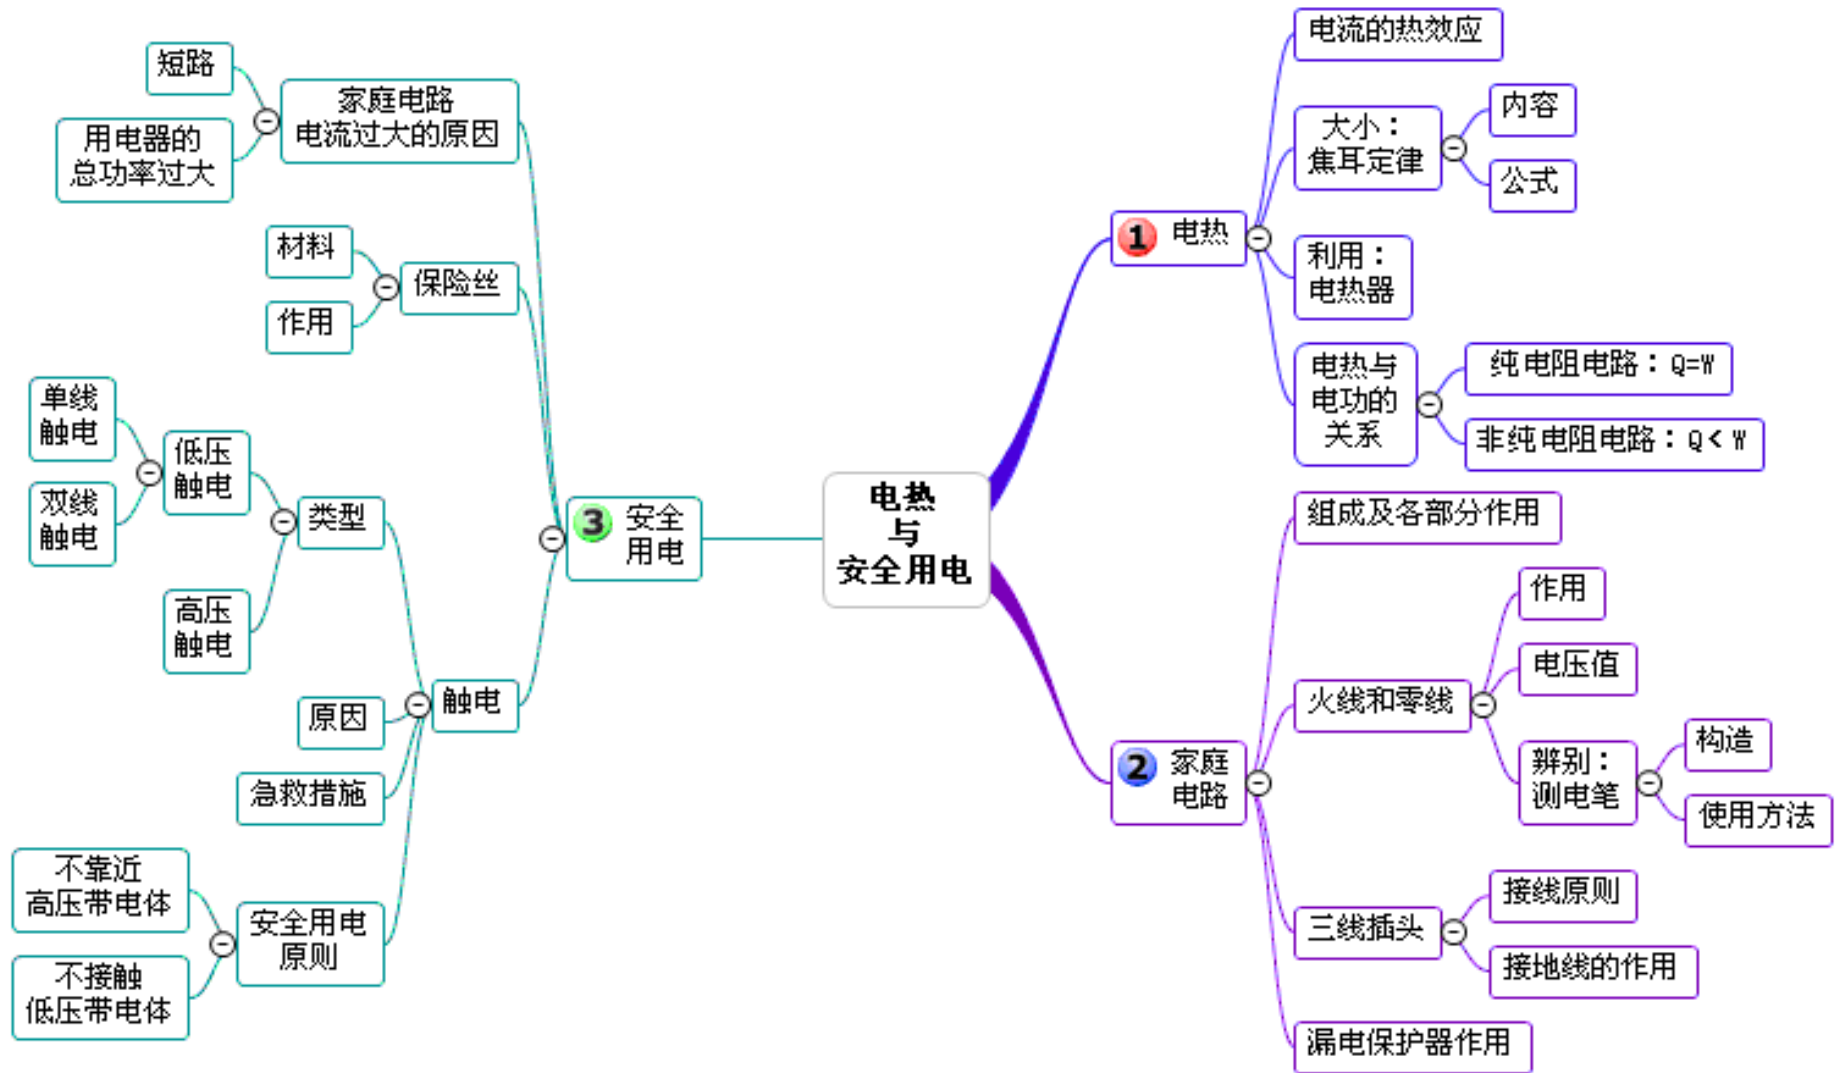 电热
与
安全用电
1 电热
电流的热效应
大小：
焦耳定律
内容
公式
利用：
电热器
电热与
电功的
关系
纯电阻电路：Q=W
非纯电阻电路：Q< W
2 家庭
电路
组成及各部分作用
火线和零线
作用
电压值
辨别：
测电笔
构造
使用方法
三线插头
接线原则
接地线的作用
漏电保护器作用
3 安全
用电
家庭电路
电流过大的原因
短路
用电器的
总功率过大
保险丝
材料
作用
触电
类型
低压
触电
单线
触电
双线
触电
高压
触电
原因
急救措施
安全用电
原则
不靠近
高压带电体
不接触
低压带电体